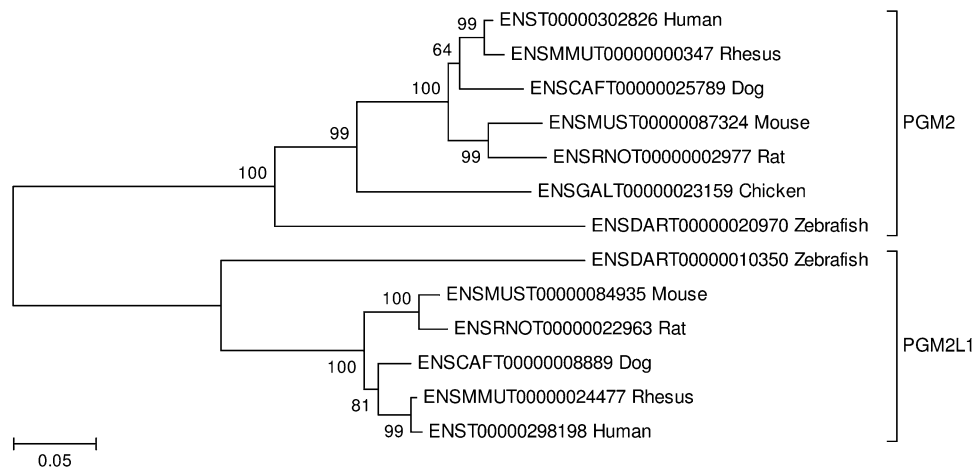 99 ENST00000302826 Human
64 ENSMMUT00000000347 Rhesus
100 ENSCAFT00000025789 Dog
ENSMUST00000087324 Mouse PGM2
99 99 ENSRNOT00000002977 Rat
100 ENSGALT00000023159 Chicken
ENSDART00000020970 Zebrafish
ENSDART00000010350 Zebrafish
100 ENSMUST00000084935 Mouse
ENSRNOT00000022963 Rat PGM2L1
100 ENSCAFT00000008889 Dog
81 ENSMMUT00000024477 Rhesus
99 ENST00000298198 Human
0.05